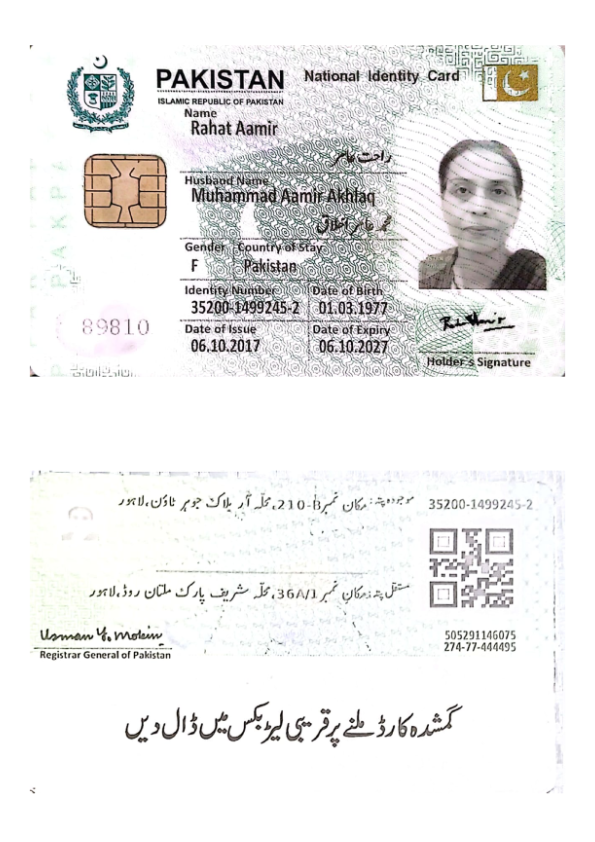 PAKISTAN National Identity Card
ISLAMIC REPUBLIC OF PAKISTAN
Name
Rahat Aamir
راحت عامر
Husband Name
Muhammad Aamir Akhlaq
محمد عامر اخلاق
Gender Country of Stay
F Pakistan
Identity Number Date of Birth
35200-1499245-2 01.03.1977
89810
Date of Issue Date of Expiry
06.10.2017 06.10.2027
Holder's Signature
موجودہ پتہ: مکان نمبر 210-B، محلہ آر بلاک جوہر ٹاؤن، لاہور
35200-1499245-2
مستقل پتہ: مکان نمبر 36A/1، محلہ شریف پارک ملتان روڈ، لاہور
Usman Y. Mobin
Registrar General of Pakistan
505291146075
274-77-444495
گمشدہ کارڈ ملنے پر قریبی لیٹر بکس میں ڈال دیں